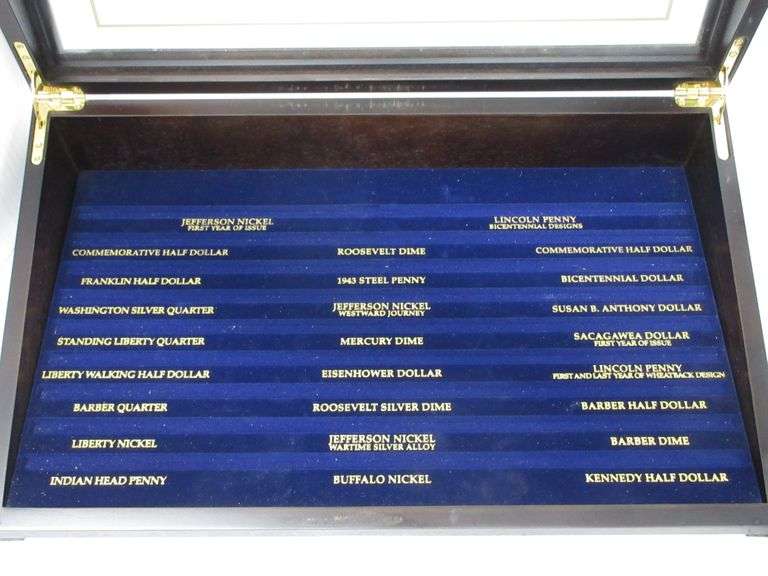 JEFFERSON NICKEL
FIRST YEAR OF ISSUE
LINCOLN PENNY
BICENTENNIAL DESIGNS
COMMEMORATIVE HALF DOLLAR
ROOSEVELT DIME
COMMEMORATIVE HALF DOLLAR
FRANKLIN HALF DOLLAR
1943 STEEL PENNY
BICENTENNIAL DOLLAR
WASHINGTON SILVER QUARTER
JEFFERSON NICKEL
WESTWARD JOURNEY
SUSAN B. ANTHONY DOLLAR
STANDING LIBERTY QUARTER
MERCURY DIME
SACAGAWEA DOLLAR
FIRST YEAR OF ISSUE
LIBERTY WALKING HALF DOLLAR
EISENHOWER DOLLAR
LINCOLN PENNY
FIRST AND LAST YEAR OF WHEATBACK DESIGN
BARBER QUARTER
ROOSEVELT SILVER DIME
BARBER HALF DOLLAR
LIBERTY NICKEL
JEFFERSON NICKEL
WARTIME SILVER ALLOY
BARBER DIME
INDIAN HEAD PENNY
BUFFALO NICKEL
KENNEDY HALF DOLLAR